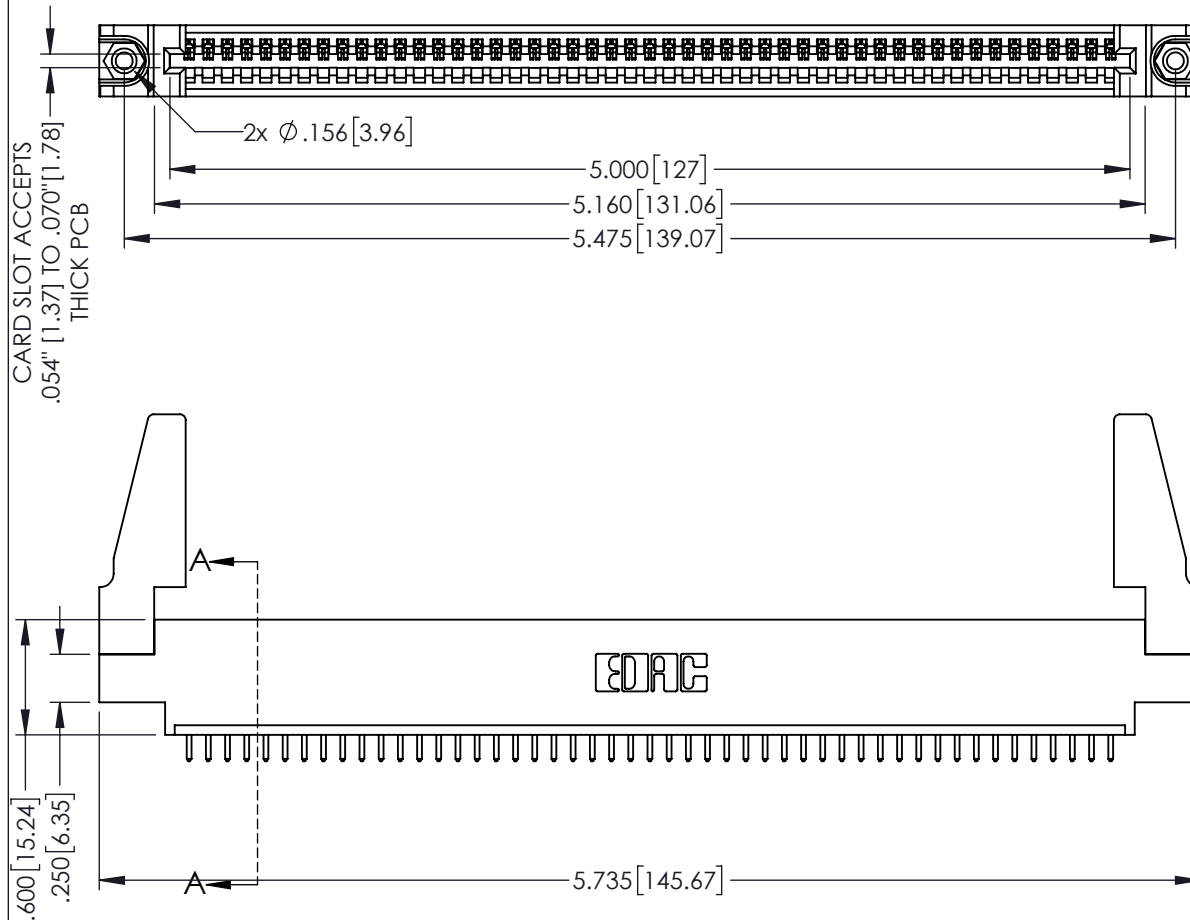 2x Ø .156[3.96]
5.000[127]
5.160[131.06]
5.475[139.07]
CARD SLOT ACCEPTS
.054" [1.37] TO .070"[1.78]
THICK PCB
A
EDAC
.600[15.24]
.250[6.35]
A
5.735[145.67]